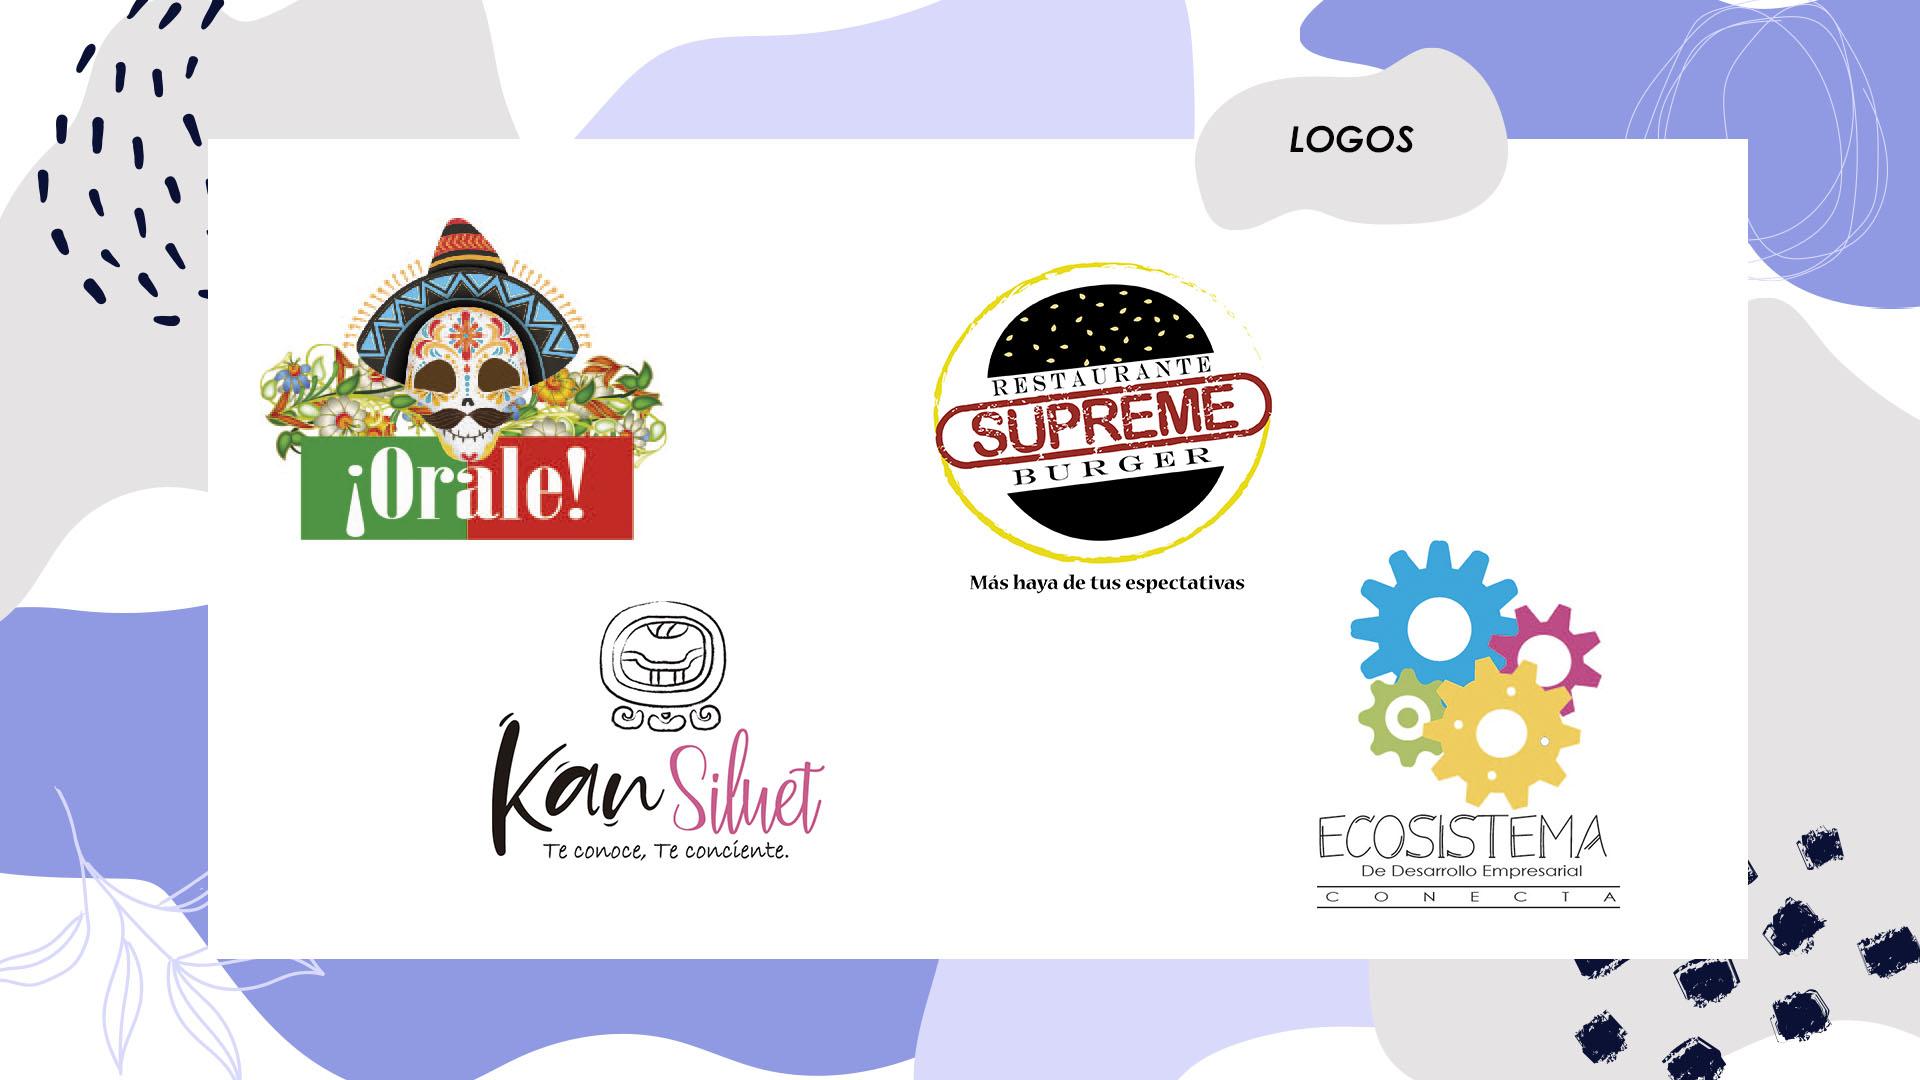 LOGOS
¡Orale!
RESTAURANTE
SUPREME
BURGER
Más haya de tus espectativas
Kan Siluet
Te conoce, Te conciente.
ECOSISTEMA
De Desarrollo Empresarial
CONECTA